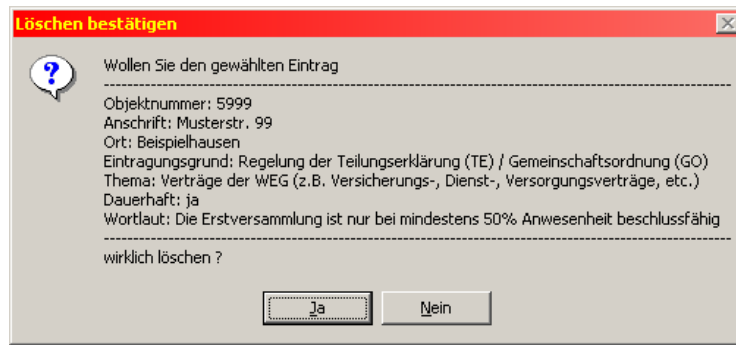 Löschen bestätigen
Wollen Sie den gewählten Eintrag
Objektnummer: 5999
Anschrift: Musterstr. 99
Ort: Beispielhausen
Eintragungsgrund: Regelung der Teilungserklärung (TE) / Gemeinschaftsordnung (GO)
Thema: Verträge der WEG (z.B. Versicherungs-, Dienst-, Versorgungsverträge, etc.)
Dauerhaft: ja
Wortlaut: Die Erstversammlung ist nur bei mindestens 50% Anwesenheit beschlussfähig
wirklich löschen ?
Ja Nein